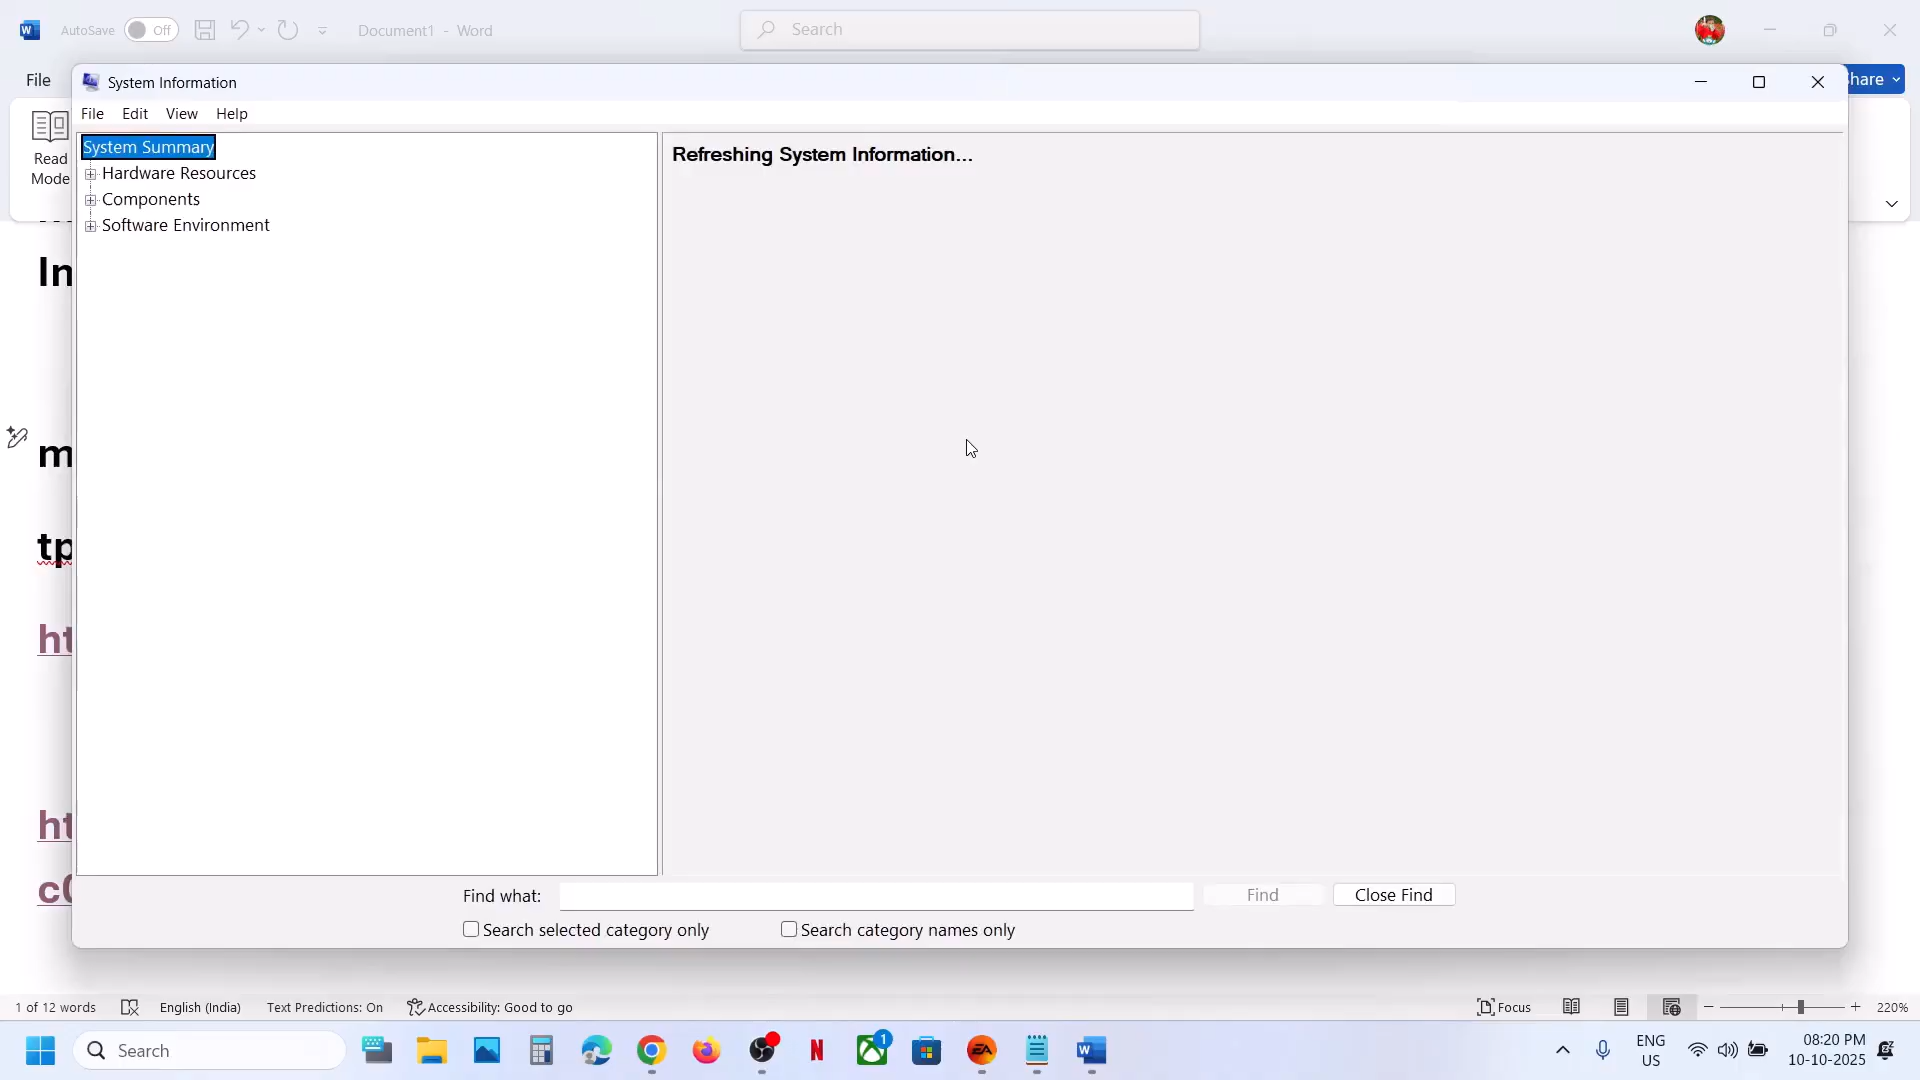 AutoSave
Off
Document1 - Word
Search
File
Share
Read
Mode
System Information
File Edit View Help
System Summary
Hardware Resources
Components
Software Environment
Refreshing System Information...
In
m
tp
ht
ht
c0
Find what:
Find
Close Find
Search selected category only
Search category names only
1 of 12 words
English (India)
Text Predictions: On
Accessibility: Good to go
Focus
220%
Search
1
ENG
US
08:20 PM
10-10-2025